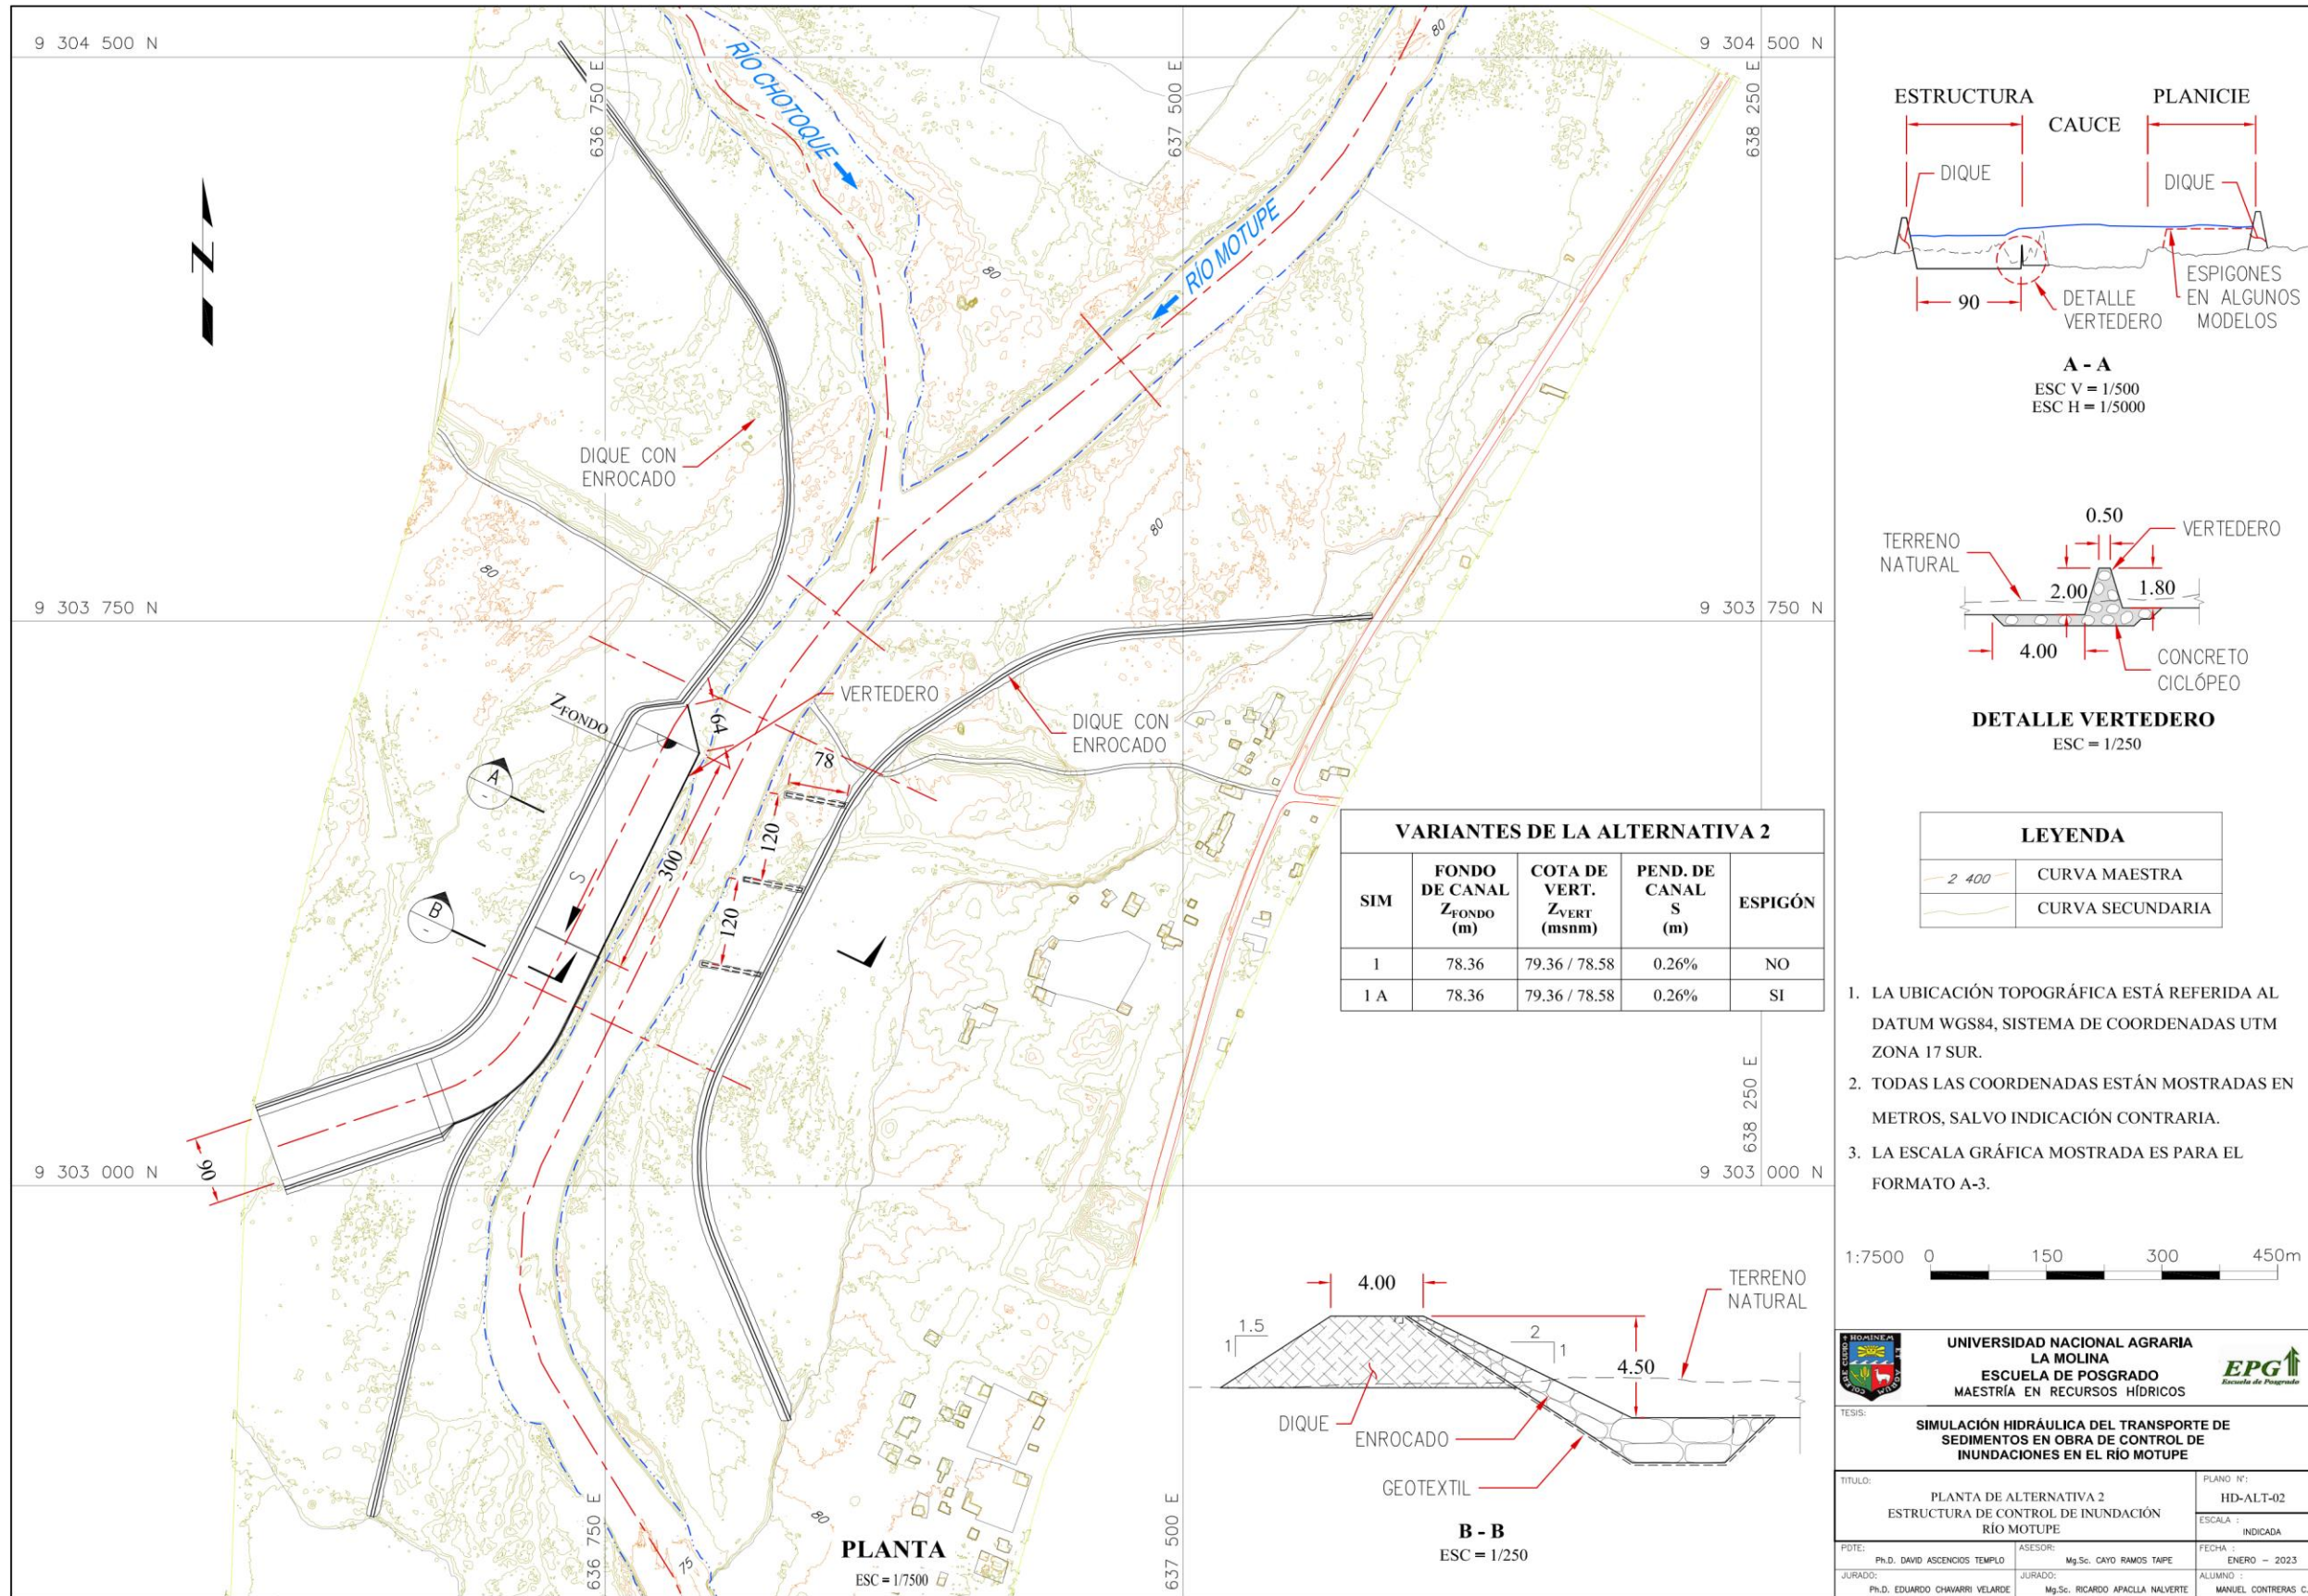 9 304 500 N
9 304 500 N
636 750 E
637 500 E
638 250 E
RÍO CHOTOQUE
RÍO MOTUPE
80
80
80
80
N
DIQUE CON
ENROCADO
9 303 750 N
9 303 750 N
Z_FONDO
VERTEDERO
DIQUE CON
ENROCADO
64
78
A
-
B
-
S
300
120
120
90
9 303 000 N
9 303 000 N
638 250 E
636 750 E
637 500 E
80
75
PLANTA
ESC = 1/7500
VARIANTES DE LA ALTERNATIVA 2
SIM
FONDO
DE CANAL
Z_FONDO
(m)
COTA DE
VERT.
Z_VERT
(msnm)
PEND. DE
CANAL
S
(m)
ESPIGÓN
1 78.36 79.36 / 78.58 0.26% NO
1 A 78.36 79.36 / 78.58 0.26% SI
4.00
1.5
1
2
1
4.50
TERRENO
NATURAL
DIQUE
ENROCADO
GEOTEXTIL
B - B
ESC = 1/250
ESTRUCTURA
PLANICIE
CAUCE
DIQUE
DIQUE
90
DETALLE
VERTEDERO
ESPIGONES
EN ALGUNOS
MODELOS
A - A
ESC V = 1/500
ESC H = 1/5000
0.50
TERRENO
NATURAL
VERTEDERO
2.00
1.80
4.00
CONCRETO
CICLÓPEO
DETALLE VERTEDERO
ESC = 1/250
LEYENDA
2 400 CURVA MAESTRA
CURVA SECUNDARIA
1. LA UBICACIÓN TOPOGRÁFICA ESTÁ REFERIDA AL
DATUM WGS84, SISTEMA DE COORDENADAS UTM
ZONA 17 SUR.
2. TODAS LAS COORDENADAS ESTÁN MOSTRADAS EN
METROS, SALVO INDICACIÓN CONTRARIA.
3. LA ESCALA GRÁFICA MOSTRADA ES PARA EL
FORMATO A-3.
1:7500 0 150 300 450m
UNIVERSIDAD NACIONAL AGRARIA
LA MOLINA
ESCUELA DE POSGRADO
MAESTRÍA EN RECURSOS HÍDRICOS
EPG
Escuela de Posgrado
TESIS:
SIMULACIÓN HIDRÁULICA DEL TRANSPORTE DE
SEDIMENTOS EN OBRA DE CONTROL DE
INUNDACIONES EN EL RÍO MOTUPE
TITULO:
PLANTA DE ALTERNATIVA 2
ESTRUCTURA DE CONTROL DE INUNDACIÓN
RÍO MOTUPE
PLANO N°:
HD-ALT-02
ESCALA :
INDICADA
PDTE:
Ph.D. DAVID ASCENCIOS TEMPLO
ASESOR:
Mg.Sc. CAYO RAMOS TAIPE
FECHA :
ENERO - 2023
JURADO:
Ph.D. EDUARDO CHAVARRI VELARDE
JURADO:
Mg.Sc. RICARDO APACLLA NALVERTE
ALUMNO :
MANUEL CONTRERAS C.